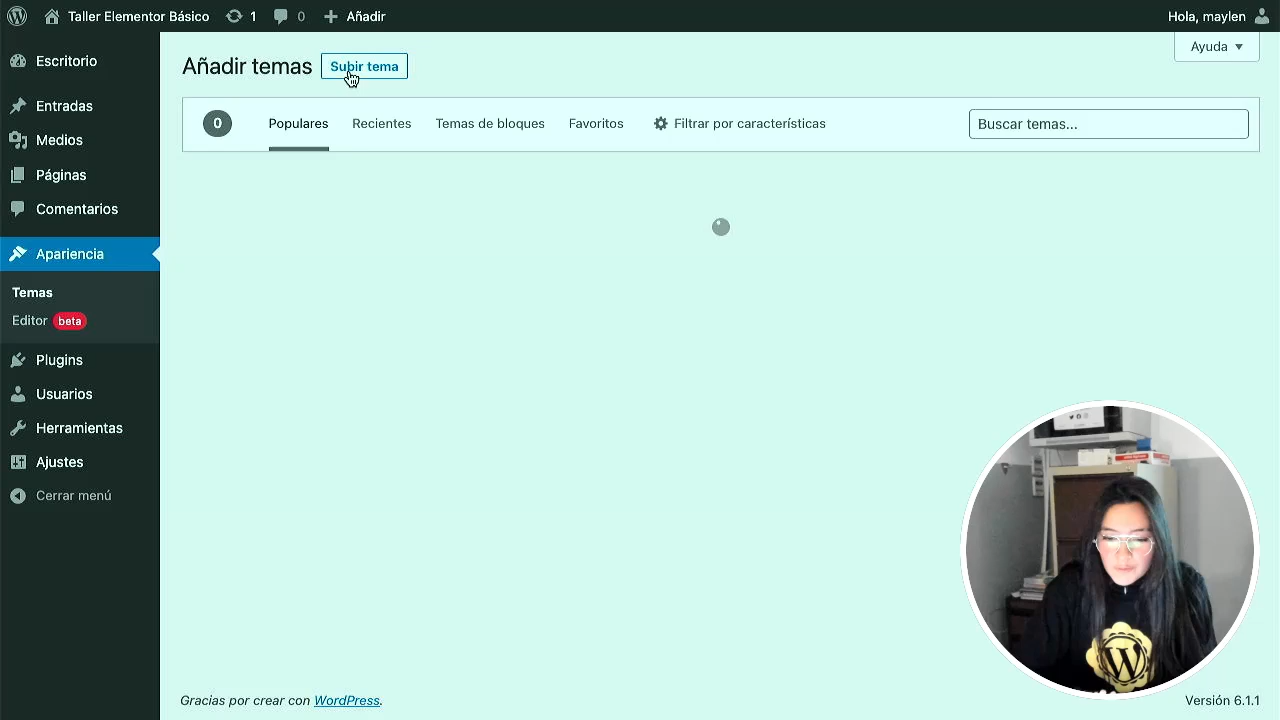 Taller Elementor Básico
1
0
Añadir
Hola, maylen
Escritorio
Entradas
Medios
Páginas
Comentarios
Apariencia
Temas
Editor beta
Plugins
Usuarios
Herramientas
Ajustes
Cerrar menú
Ayuda
Añadir temas
Subir tema
0
Populares
Recientes
Temas de bloques
Favoritos
Filtrar por características
Buscar temas...
Gracias por crear con WordPress.
Versión 6.1.1